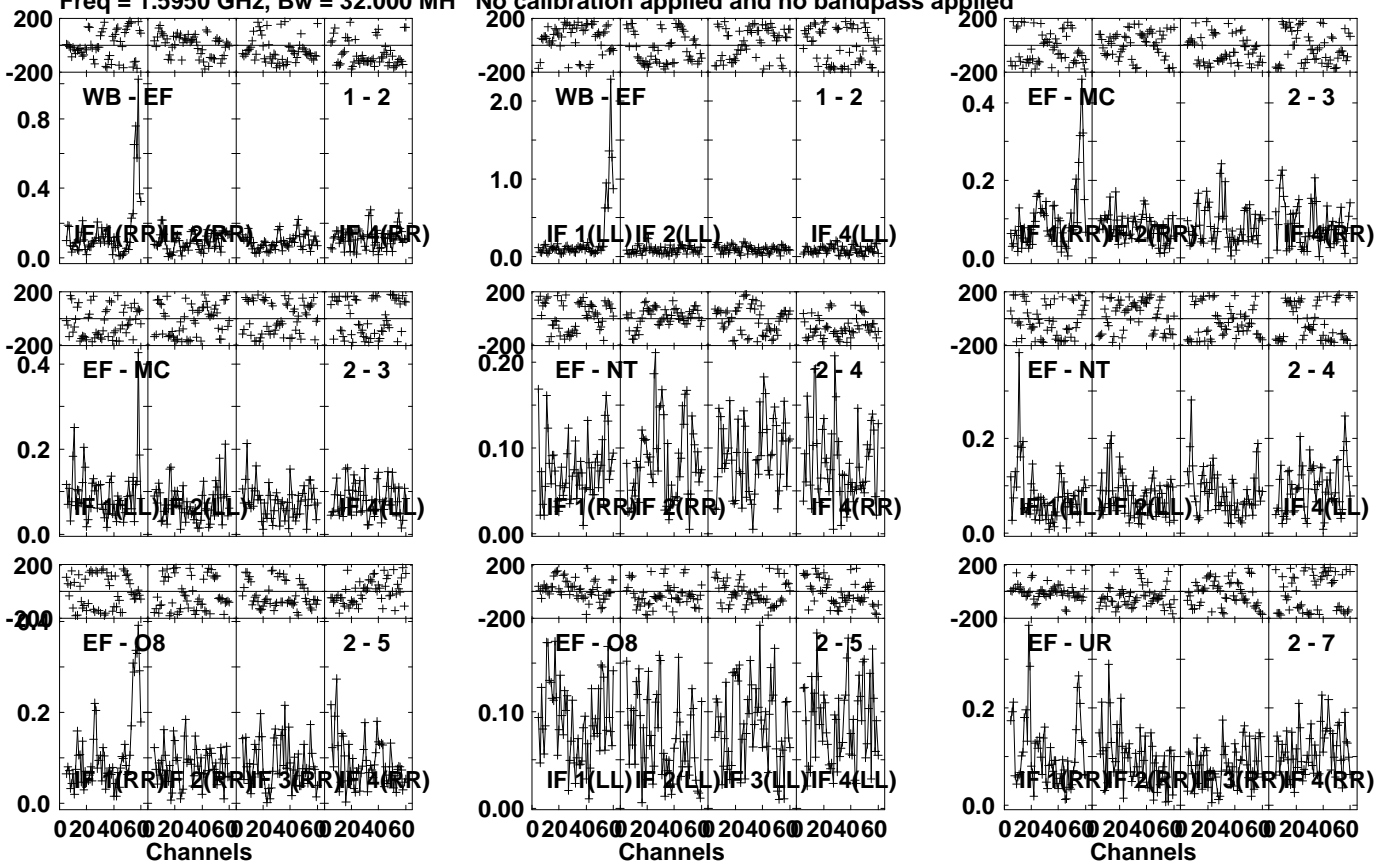 Freq = 1.5950 GHz, Bw = 32.000 MH No calibration applied and no bandpass applied
200 200 200
-200 -200 -200
WB - EF 1 - 2 WB - EF 1 - 2 EF - MC 2 - 3
0.8 2.0 0.4
0.4 1.0 0.2
IF 1(RR) IF 2(RR) IF 4(RR) IF 1(LL) IF 2(LL) IF 4(LL) IF 1(RR) IF 2(RR) IF 4(RR)
0.0 0.0 0.0
200 200 200
-200 -200 -200
0.4 0.20
EF - MC 2 - 3 EF - NT 2 - 4 EF - NT 2 - 4
0.2 0.10 0.2
IF 1(LL) IF 2(LL) IF 4(LL) IF 1(RR) IF 2(RR) IF 4(RR) IF 1(LL) IF 2(LL) IF 4(LL)
0.0 0.00 0.0
200 200 200
-200 -200 -200
0.4
EF - O8 2 - 5 EF - O8 2 - 5 EF - UR 2 - 7
0.2 0.10 0.2
IF 1(RR) IF 2(RR) IF 3(RR) IF 4(RR) IF 1(LL) IF 2(LL) IF 3(LL) IF 4(LL) IF 1(RR) IF 2(RR) IF 3(RR) IF 4(RR)
0.0 0.00 0.0
0 20 40 60 0 20 40 60 0 20 40 60 0 20 40 60 0 20 40 60 0 20 40 60 0 20 40 60 0 20 40 60 0 20 40 60 0 20 40 60 0 20 40 60 0 20 40 60
Channels Channels Channels